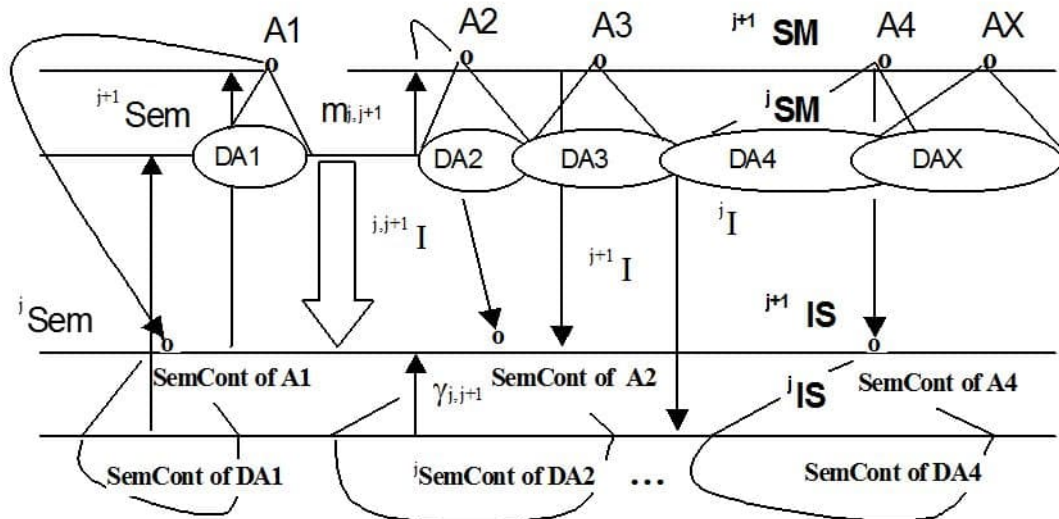 A1 A2 A3 j+1 SM A4 AX
j+1 Sem mj,j+1 j SM
DA1 DA2 DA3 DA4 DAX
j,j+1 I j+1 I j I
j Sem j+1 IS
SemCont of A1 SemCont of A2 SemCont of A4
γj,j+1 j IS
SemCont of DA1 jSemCont of DA2 ... SemCont of DA4